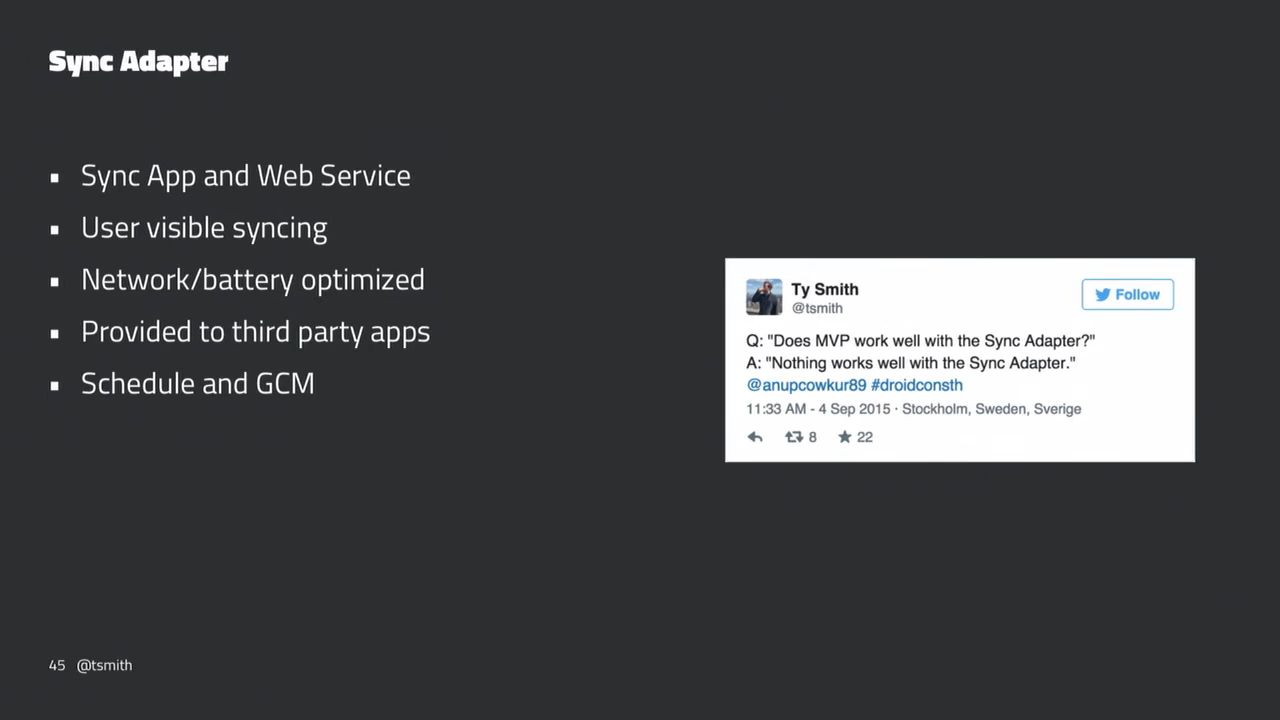 Sync Adapter
▪ Sync App and Web Service
▪ User visible syncing
▪ Network/battery optimized
▪ Provided to third party apps
▪ Schedule and GCM
Ty Smith
@tsmith
Follow
Q: "Does MVP work well with the Sync Adapter?"
A: "Nothing works well with the Sync Adapter."
@anupcowkur89 #droidconsth
11:33 AM - 4 Sep 2015 · Stockholm, Sweden, Sverige
8 22
45 @tsmith